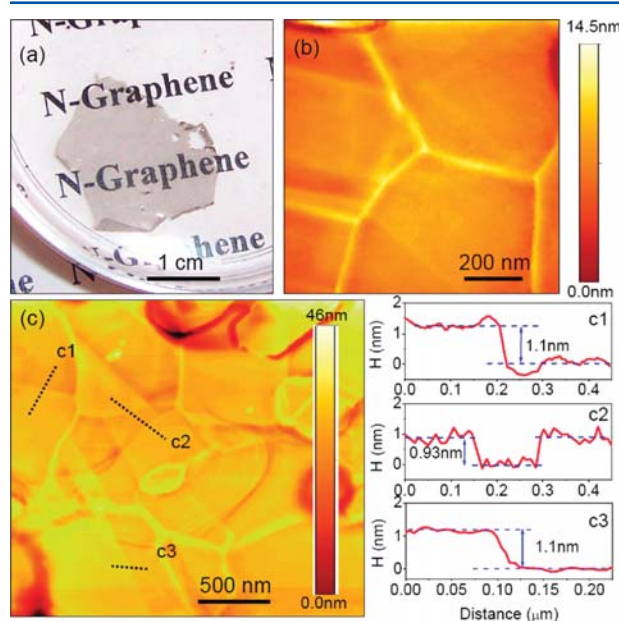 (a)
N-Graphene
N-Graphene
1 cm
(b)
200 nm
14.5nm
0.0nm
(c)
c1
c2
c3
500 nm
46nm
0.0nm
H (nm)
2
1
0
c1
1.1nm
0.0 0.1 0.2 0.3 0.4
H (nm)
2
1
0
c2
0.93nm
0.0 0.1 0.2 0.3 0.4
H (nm)
2
1
0
c3
1.1nm
0.00 0.05 0.10 0.15 0.20
Distance (μm)